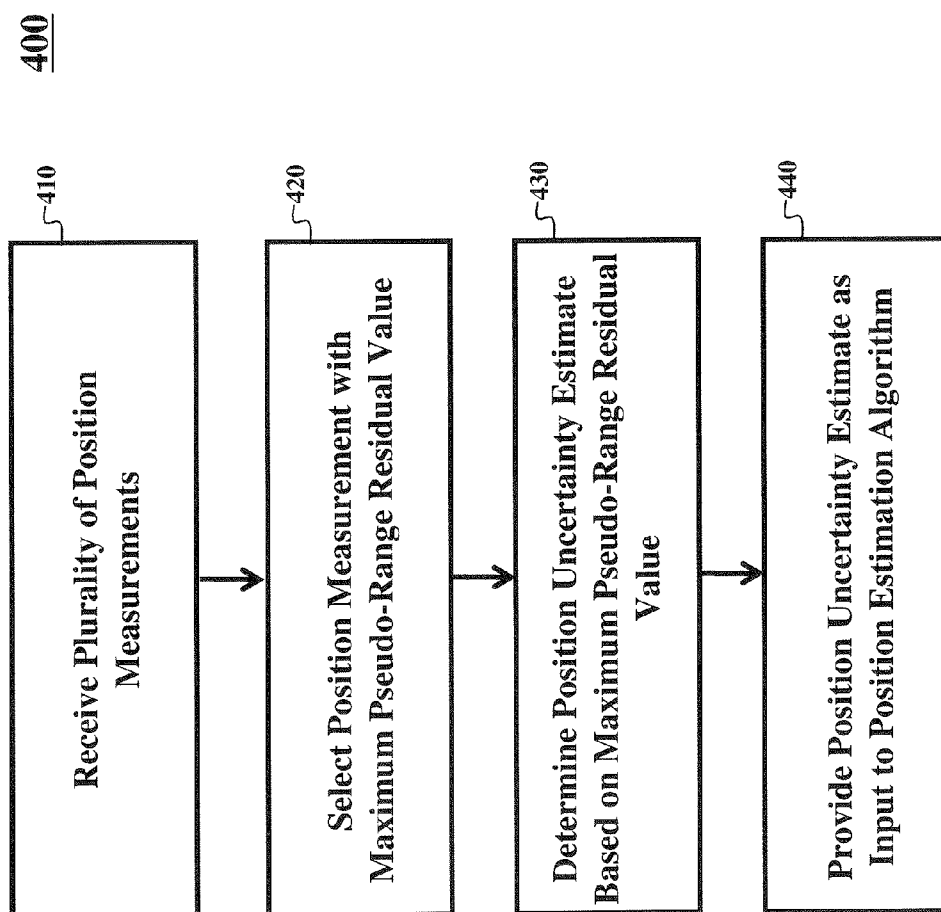 400
410
Receive Plurality of Position
Measurements
420
Select Position Measurement with
Maximum Pseudo-Range Residual Value
430
Determine Position Uncertainty Estimate
Based on Maximum Pseudo-Range Residual
Value
440
Provide Position Uncertainty Estimate as
Input to Position Estimation Algorithm